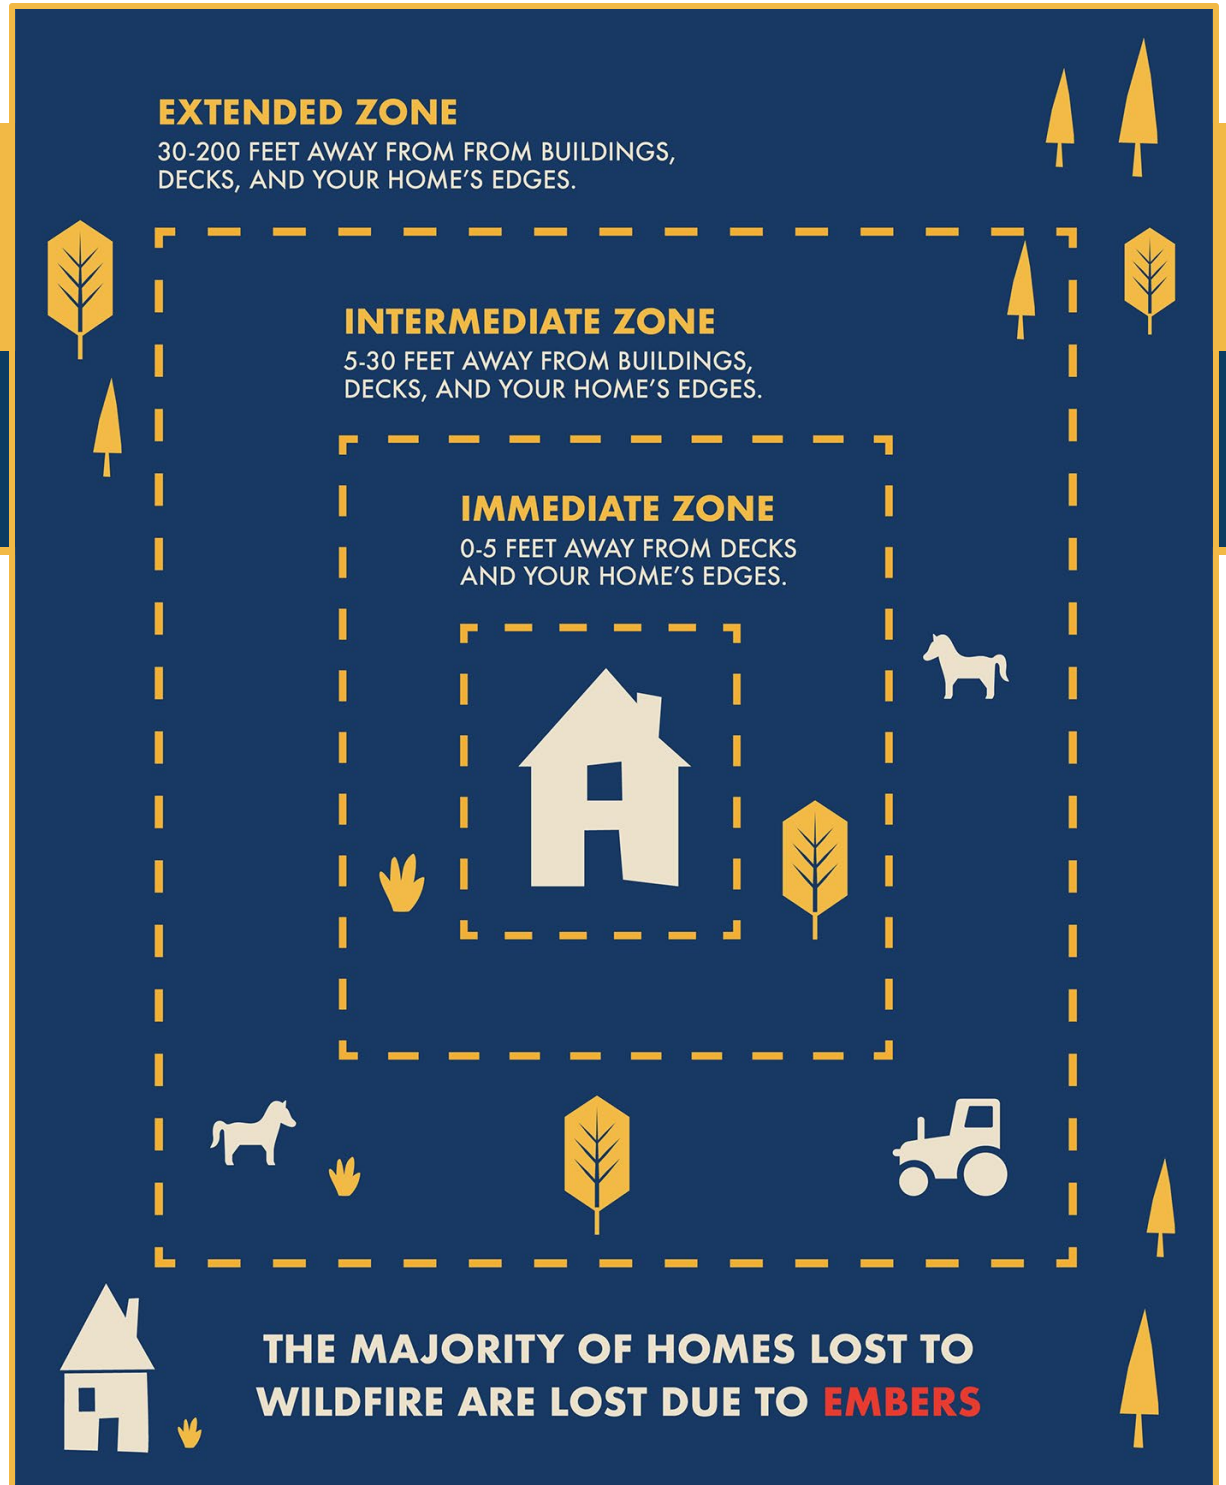 EXTENDED ZONE
30-200 FEET AWAY FROM FROM BUILDINGS,
DECKS, AND YOUR HOME'S EDGES.
INTERMEDIATE ZONE
5-30 FEET AWAY FROM BUILDINGS,
DECKS, AND YOUR HOME'S EDGES.
IMMEDIATE ZONE
0-5 FEET AWAY FROM DECKS
AND YOUR HOME'S EDGES.
THE MAJORITY OF HOMES LOST TO
WILDFIRE ARE LOST DUE TO EMBERS